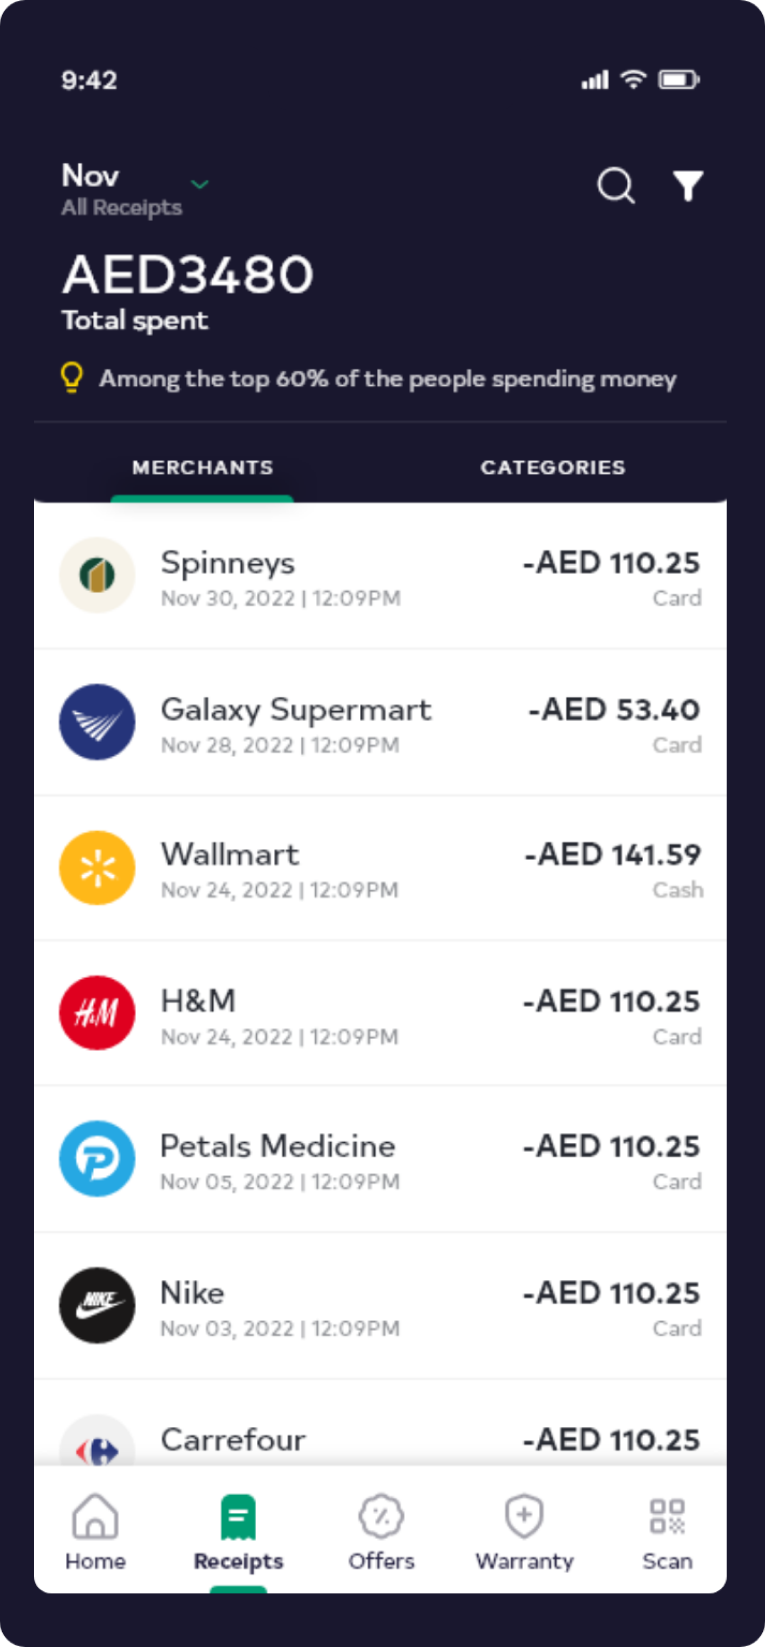 9:42
Nov
All Receipts
AED3480
Total spent
Among the top 60% of the people spending money
MERCHANTS CATEGORIES
Spinneys -AED 110.25
Nov 30, 2022 | 12:09PM Card
Galaxy Supermart -AED 53.40
Nov 28, 2022 | 12:09PM Card
Wallmart -AED 141.59
Nov 24, 2022 | 12:09PM Cash
H&M H&M -AED 110.25
Nov 24, 2022 | 12:09PM Card
Petals Medicine -AED 110.25
Nov 05, 2022 | 12:09PM Card
NIKE Nike -AED 110.25
Nov 03, 2022 | 12:09PM Card
Carrefour -AED 110.25
Home Receipts Offers Warranty Scan